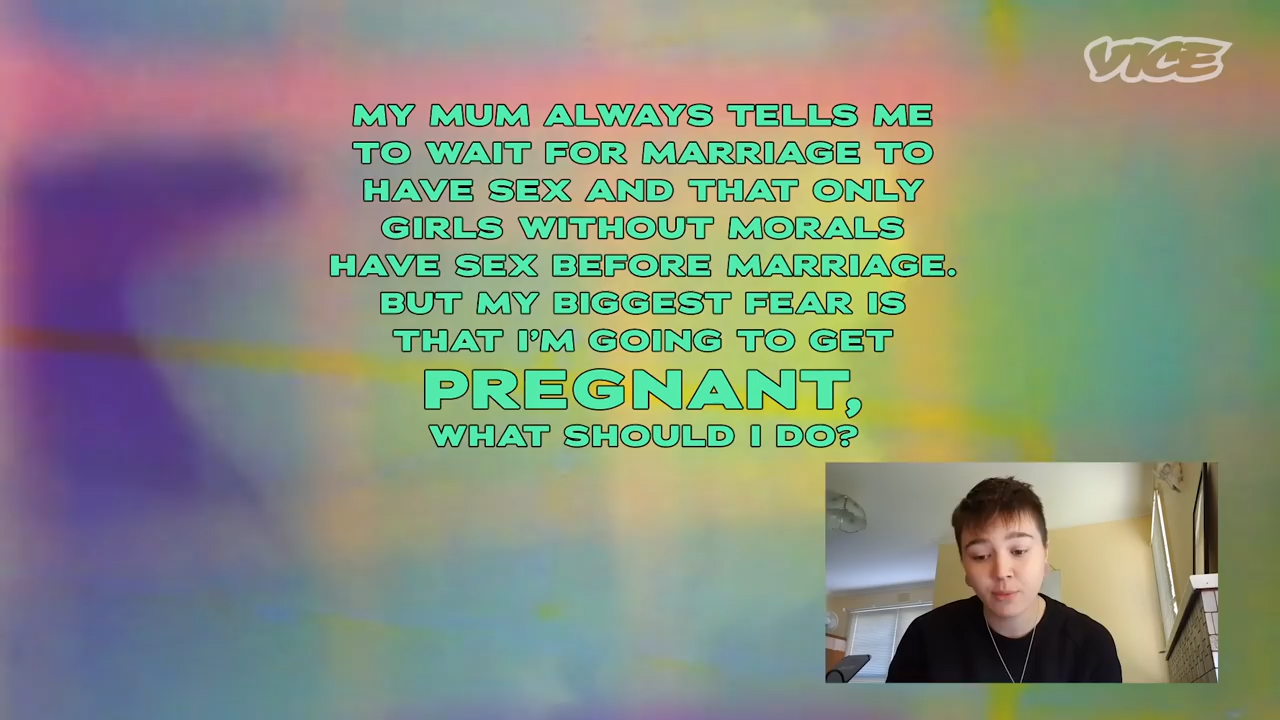 VICE
MY MUM ALWAYS TELLS ME
TO WAIT FOR MARRIAGE TO
HAVE SEX AND THAT ONLY
GIRLS WITHOUT MORALS
HAVE SEX BEFORE MARRIAGE.
BUT MY BIGGEST FEAR IS
THAT I'M GOING TO GET
PREGNANT,
WHAT SHOULD I DO?